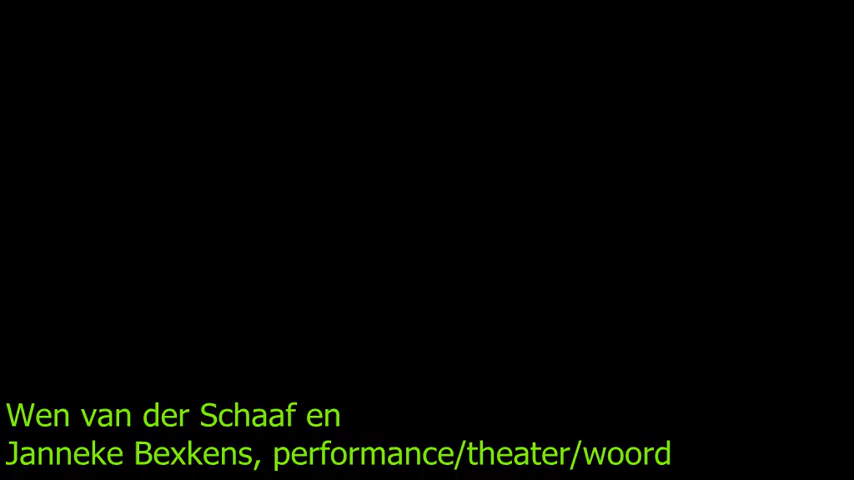 Wen van der Schaaf en
Janneke Bexkens, performance/theater/woord